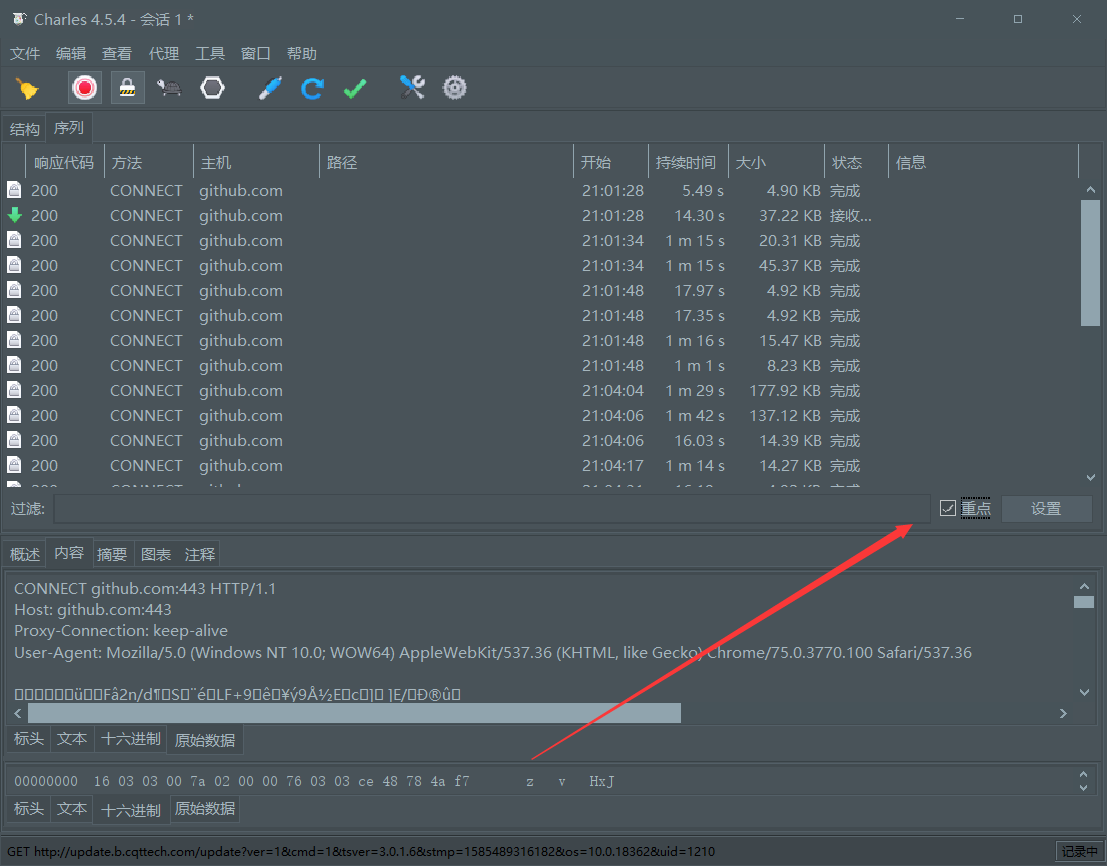 Charles 4.5.4 - 会话 1 *
文件 编辑 查看 代理 工具 窗口 帮助
结构 序列
响应代码 方法 主机 路径 开始 持续时间 大小 状态 信息
200 CONNECT github.com 21:01:28 5.49 s 4.90 KB 完成
200 CONNECT github.com 21:01:28 14.30 s 37.22 KB 接收...
200 CONNECT github.com 21:01:34 1 m 15 s 20.31 KB 完成
200 CONNECT github.com 21:01:34 1 m 15 s 45.37 KB 完成
200 CONNECT github.com 21:01:48 17.97 s 4.92 KB 完成
200 CONNECT github.com 21:01:48 17.35 s 4.92 KB 完成
200 CONNECT github.com 21:01:48 1 m 16 s 15.47 KB 完成
200 CONNECT github.com 21:01:48 1 m 1 s 8.23 KB 完成
200 CONNECT github.com 21:04:04 1 m 29 s 177.92 KB 完成
200 CONNECT github.com 21:04:06 1 m 42 s 137.12 KB 完成
200 CONNECT github.com 21:04:06 16.03 s 14.39 KB 完成
200 CONNECT github.com 21:04:17 1 m 14 s 14.27 KB 完成
过滤: 重点 设置
概述 内容 摘要 图表 注释
CONNECT github.com:443 HTTP/1.1
Host: github.com:443
Proxy-Connection: keep-alive
User-Agent: Mozilla/5.0 (Windows NT 10.0; WOW64) AppleWebKit/537.36 (KHTML, like Gecko) Chrome/75.0.3770.100 Safari/537.36
标头 文本 十六进制 原始数据
00000000 16 03 03 00 7a 02 00 00 76 03 03 ce 48 78 4a f7 z v HxJ
标头 文本 十六进制 原始数据
GET http://update.b.cqttech.com/update?ver=1&cmd=1&tsver=3.0.1.6&stmp=1585489316182&os=10.0.18362&uid=1210 记录中